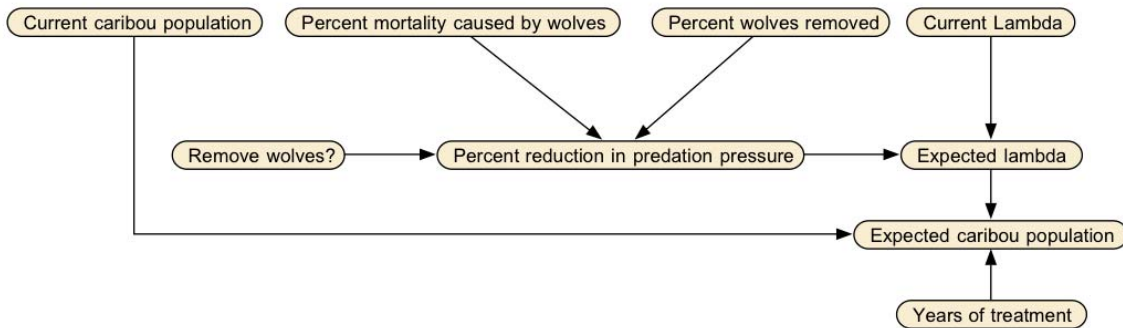 Current caribou population
Percent mortality caused by wolves
Percent wolves removed
Current Lambda
Remove wolves?
Percent reduction in predation pressure
Expected lambda
Expected caribou population
Years of treatment